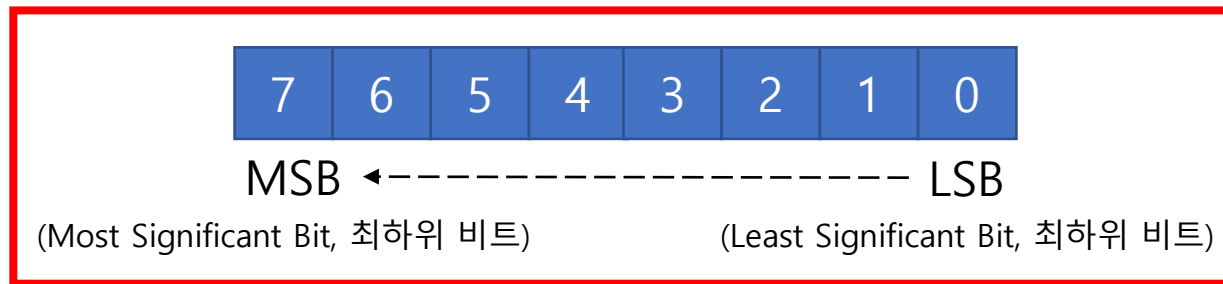 7 6 5 4 3 2 1 0
MSB LSB
(Most Significant Bit, 최하위 비트) (Least Significant Bit, 최하위 비트)